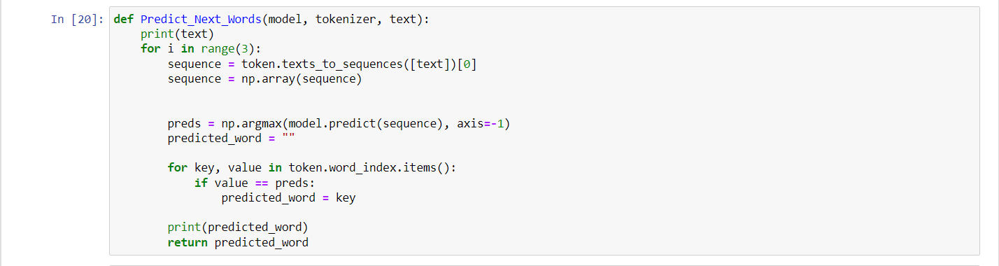 In [20]: def Predict_Next_Words(model, tokenizer, text):
    print(text)
    for i in range(3):
        sequence = token.texts_to_sequences([text])[0]
        sequence = np.array(sequence)
        preds = np.argmax(model.predict(sequence), axis=-1)
        predicted_word = ""
        for key, value in token.word_index.items():
            if value == preds:
                predicted_word = key
        print(predicted_word)
        return predicted_word